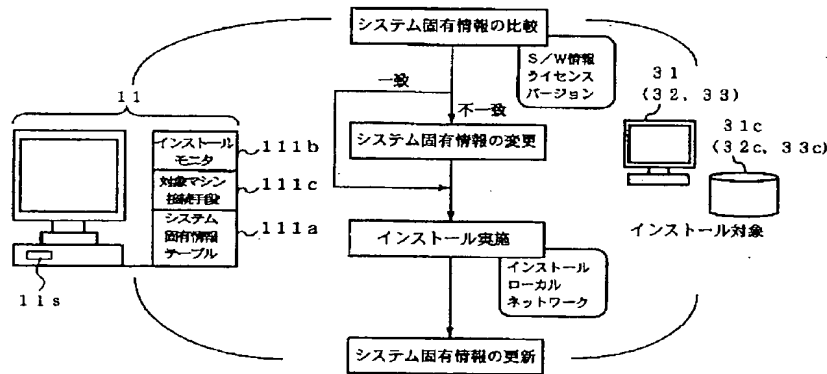 システム固有情報の比較
S/W情報
ライセンス
バージョン
一致
不一致
システム固有情報の変更
インストール実施
インストール
ローカル
ネットワーク
システム固有情報の更新
11
インストール
モニタ
111b
対象マシン
接続手段
111c
システム
固有情報
テーブル
111a
11s
31
(32, 33)
31c
(32c, 33c)
インストール対象